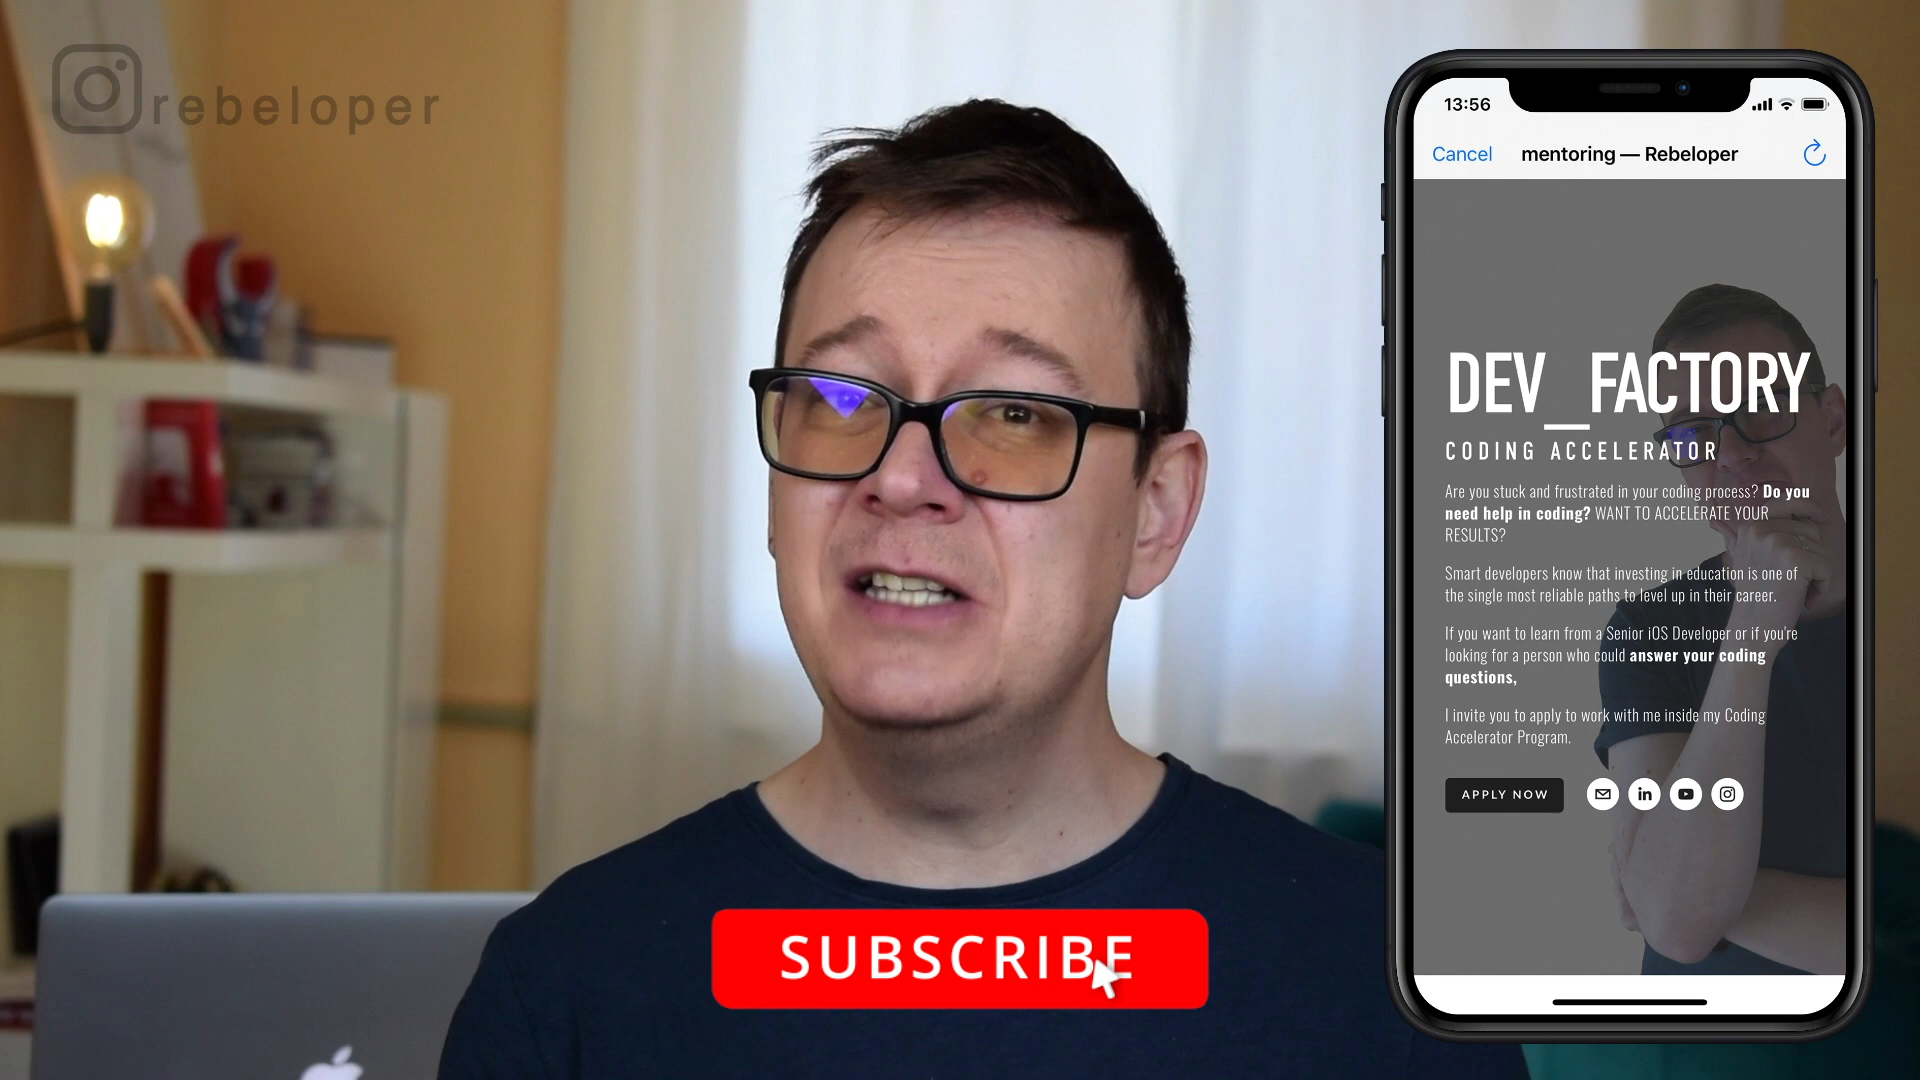 rebeloper
13:56
Cancel mentoring — Rebeloper
DEV_FACTORY
CODING ACCELERATOR
Are you stuck and frustrated in your coding process? Do you
need help in coding? WANT TO ACCELERATE YOUR
RESULTS?
Smart developers know that investing in education is one of
the single most reliable paths to level up in their career.
If you want to learn from a Senior iOS Developer or if you're
looking for a person who could answer your coding
questions,
I invite you to apply to work with me inside my Coding
Accelerator Program.
APPLY NOW
in
SUBSCRIBE